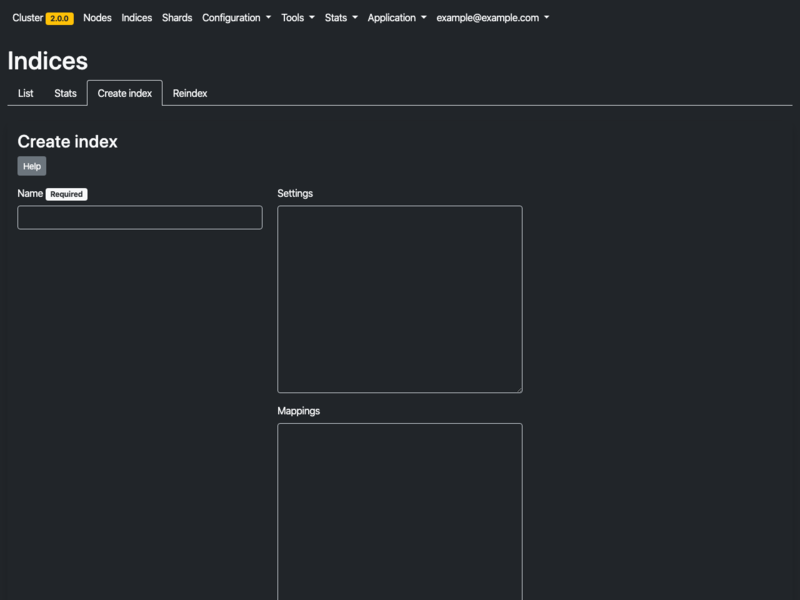 Cluster 2.0.0 Nodes Indices Shards Configuration Tools Stats Application example@example.com
Indices
List Stats Create index Reindex
Create index
Help
Name Required
Settings
Mappings